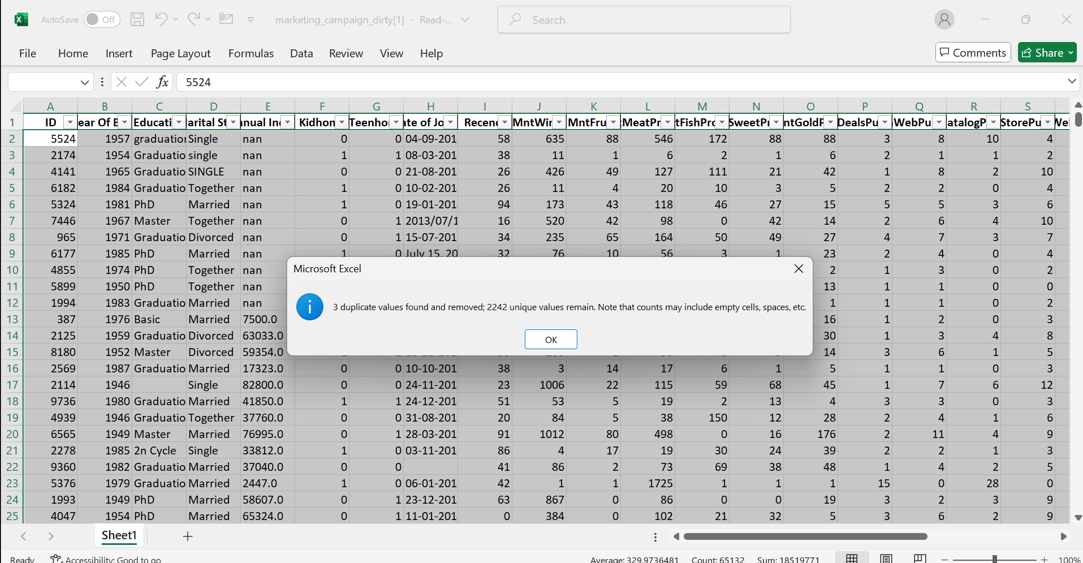 AutoSave Off marketing_campaign_dirty[1] - Read-... Search
File Home Insert Page Layout Formulas Data Review View Help Comments Share
fx 5524
A B C D E F G H I J K L M N O P Q R S
1 ID ear Of B Educati arital St nnual In Kidhom Teenho ate of Jo Recen MntWin MntFru MeatPr tFishPro SweetPr ntGoldP DealsPu WebPu atalogP StorePu We
2 5524 1957 graduation Single nan 0 0 04-09-201 58 635 88 546 172 88 88 3 8 10 4
3 2174 1954 Graduatio single nan 1 1 08-03-201 38 11 1 6 2 1 6 2 1 1 2
4 4141 1965 Graduatio SINGLE nan 0 0 21-08-201 26 426 49 127 111 21 42 1 8 2 10
5 6182 1984 Graduatio Together nan 1 0 10-02-201 26 11 4 20 10 3 5 2 2 0 4
6 5324 1981 PhD Married nan 1 0 19-01-201 94 173 43 118 46 27 15 5 5 3 6
7 7446 1967 Master Together nan 0 1 2013/07/1 16 520 42 98 0 42 14 2 6 4 10
8 965 1971 Graduatio Divorced nan 0 1 15-07-201 34 235 65 164 50 49 27 4 7 3 7
9 6177 1985 PhD Married nan 1 0 July 15, 20 32 76 10 56 3 1 23 2 4 0 4
10 4855 1974 PhD Together nan 2 1 3 0 2
11 5899 1950 PhD Together nan 13 1 1 0 0
12 1994 1983 Graduatio Married nan 1 1 1 0 2
13 387 1976 Basic Married 7500.0 16 1 2 0 3
14 2125 1959 Graduatio Divorced 63033.0 30 1 3 4 8
15 8180 1952 Master Divorced 59354.0 14 3 6 1 5
Microsoft Excel
3 duplicate values found and removed; 2242 unique values remain. Note that counts may include empty cells, spaces, etc.
OK
16 2569 1987 Graduatio Married 17323.0 0 0 10-10-201 38 3 14 17 6 1 5 1 1 0 3
17 2114 1946 Single 82800.0 0 0 24-11-201 23 1006 22 115 59 68 45 1 7 6 12
18 9736 1980 Graduatio Married 41850.0 1 1 24-12-201 51 53 5 19 2 13 4 3 3 0 3
19 4939 1946 Graduatio Together 37760.0 0 0 31-08-201 20 84 5 38 150 12 28 2 4 1 6
20 6565 1949 Master Married 76995.0 0 1 28-03-201 91 1012 80 498 0 16 176 2 11 4 9
21 2278 1985 2n Cycle Single 33812.0 1 0 03-11-201 86 4 17 19 30 24 39 2 2 1 3
22 9360 1982 Graduatio Married 37040.0 0 0 41 86 2 73 69 38 48 1 4 2 5
23 5376 1979 Graduatio Married 2447.0 1 0 06-01-201 42 1 1 1725 1 1 1 15 0 28 0
24 1993 1949 PhD Married 58607.0 0 1 23-12-201 63 867 0 86 0 0 19 3 2 3 9
25 4047 1954 PhD Married 65324.0 0 1 11-01-201 0 384 0 102 21 32 5 3 6 2 9
Sheet1
Ready Accessibility: Good to go Average: 329.9736481 Count: 65132 Sum: 18519771 100%